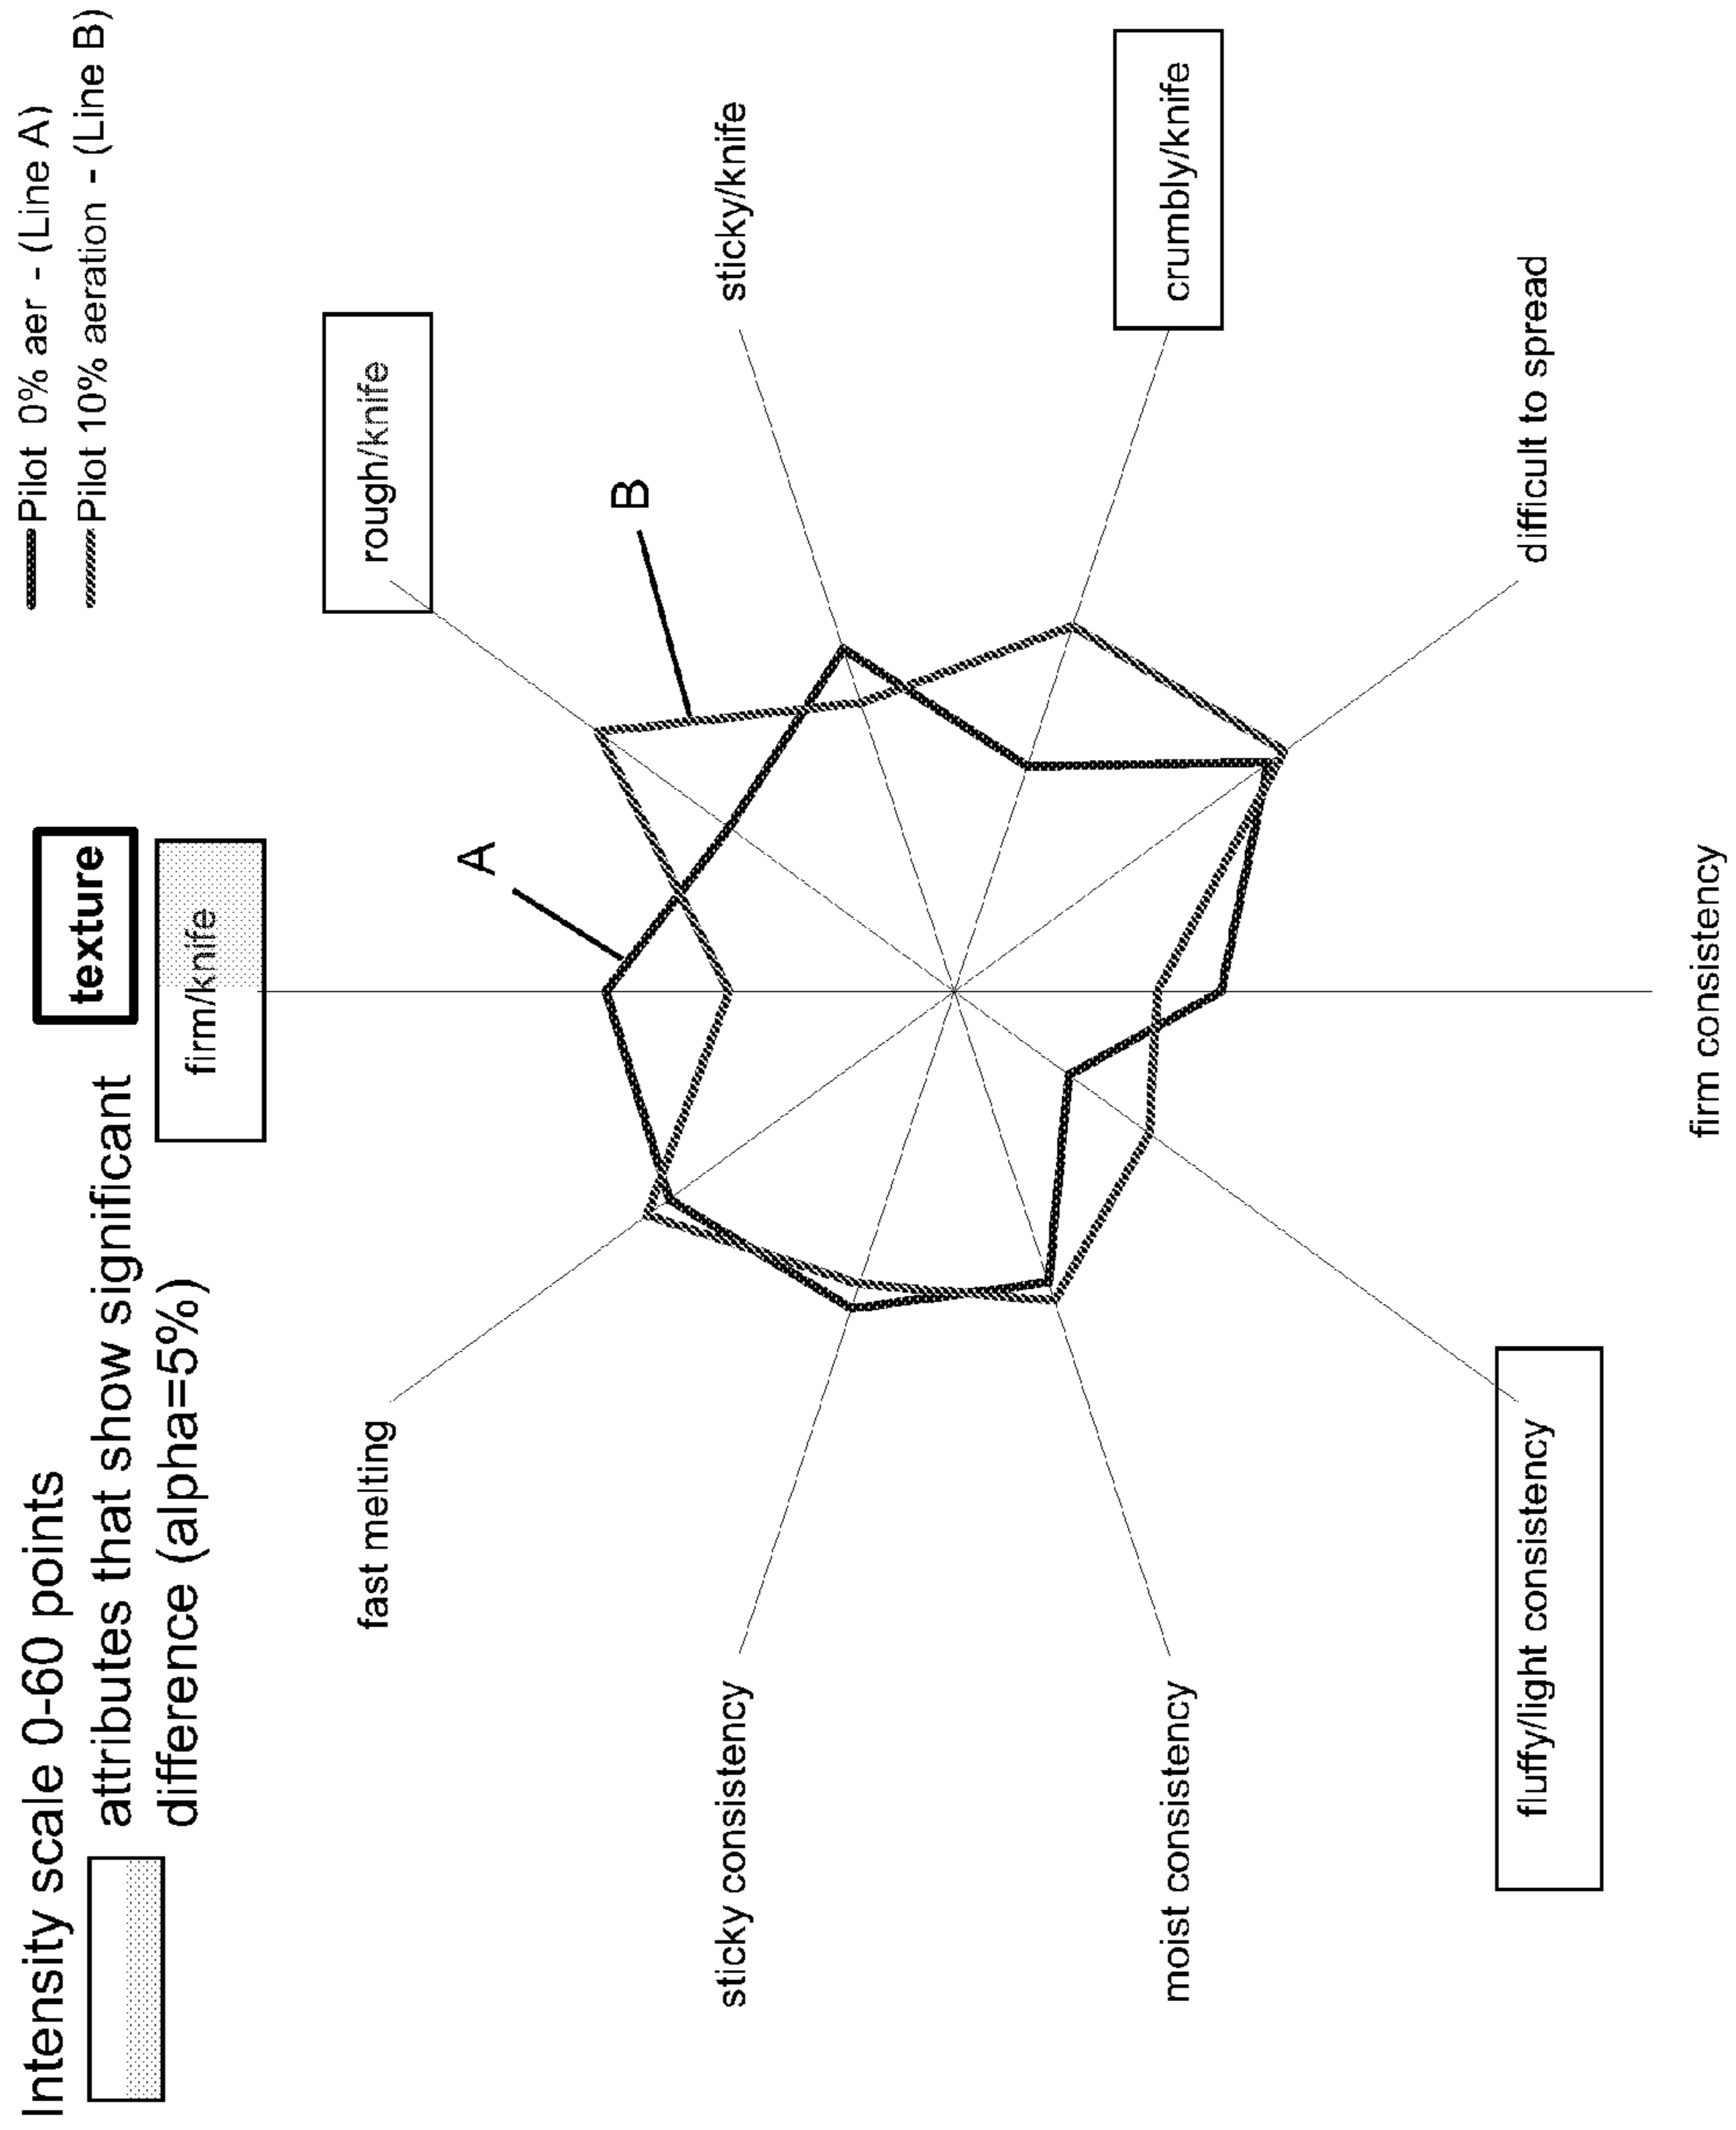 Intensity scale 0-60 points
attributes that show significant
difference (alpha=5%)
texture
Pilot 0% aer - (Line A)
Pilot 10% aeration - (Line B)
firm/knife
rough/knife
sticky/knife
crumbly/knife
difficult to spread
firm consistency
fluffy/light consistency
moist consistency
sticky consistency
fast melting
A
B